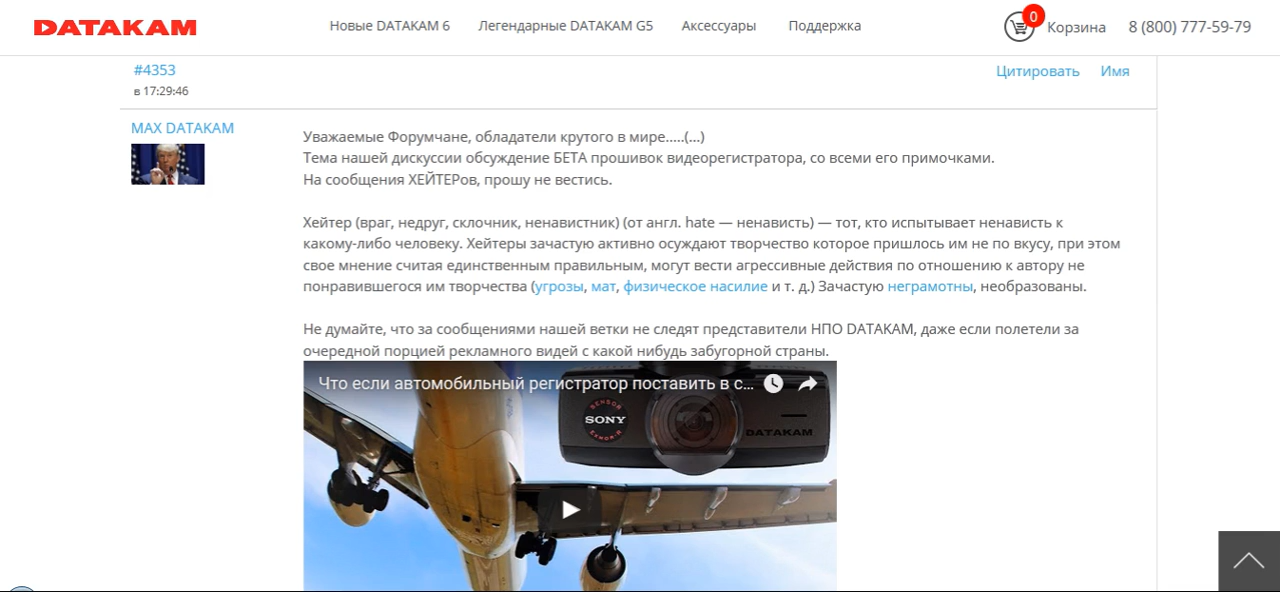 DATAKAM
Новые DATAKAM 6 Легендарные DATAKAM G5 Аксессуары Поддержка
0
Корзина 8 (800) 777-59-79
#4353 Цитировать Имя
в 17:29:46
MAX DATAKAM
Уважаемые Форумчане, обладатели крутого в мире.....(...)
Тема нашей дискуссии обсуждение БЕТА прошивок видеорегистратора, со всеми его примочками.
На сообщения ХЕЙТЕРов, прошу не вестись.
Хейтер (враг, недруг, склочник, ненавистник) (от англ. hate — ненависть) — тот, кто испытывает ненависть к
какому-либо человеку. Хейтеры зачастую активно осуждают творчество которое пришлось им не по вкусу, при этом
свое мнение считая единственным правильным, могут вести агрессивные действия по отношению к автору не
понравившегося им творчества (угрозы, мат, физическое насилие и т. д.) Зачастую неграмотны, необразованы.
Не думайте, что за сообщениями нашей ветки не следят представители НПО DATAKAM, даже если полетели за
очередной порцией рекламного видей с какой нибудь забугорной страны.
Что если автомобильный регистратор поставить в с...
SENSOR
SONY
EXMOR-R
DATAKAM